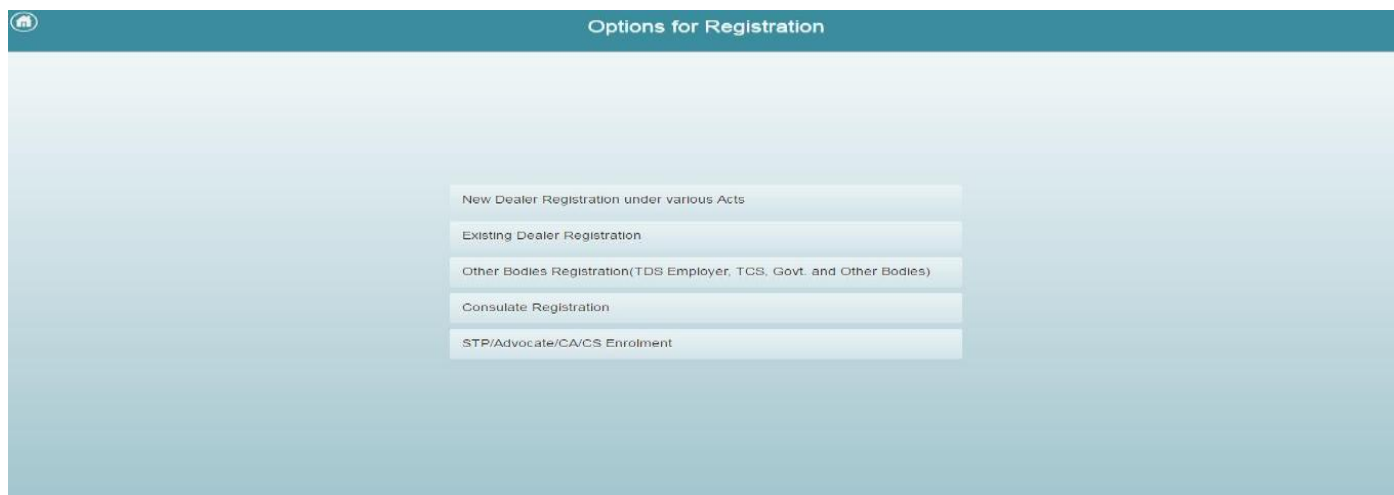 Options for Registration
New Dealer Registration under various Acts
Existing Dealer Registration
Other Bodies Registration(TDS Employer, TCS, Govt. and Other Bodies)
Consulate Registration
STP/Advocate/CA/CS Enrolment